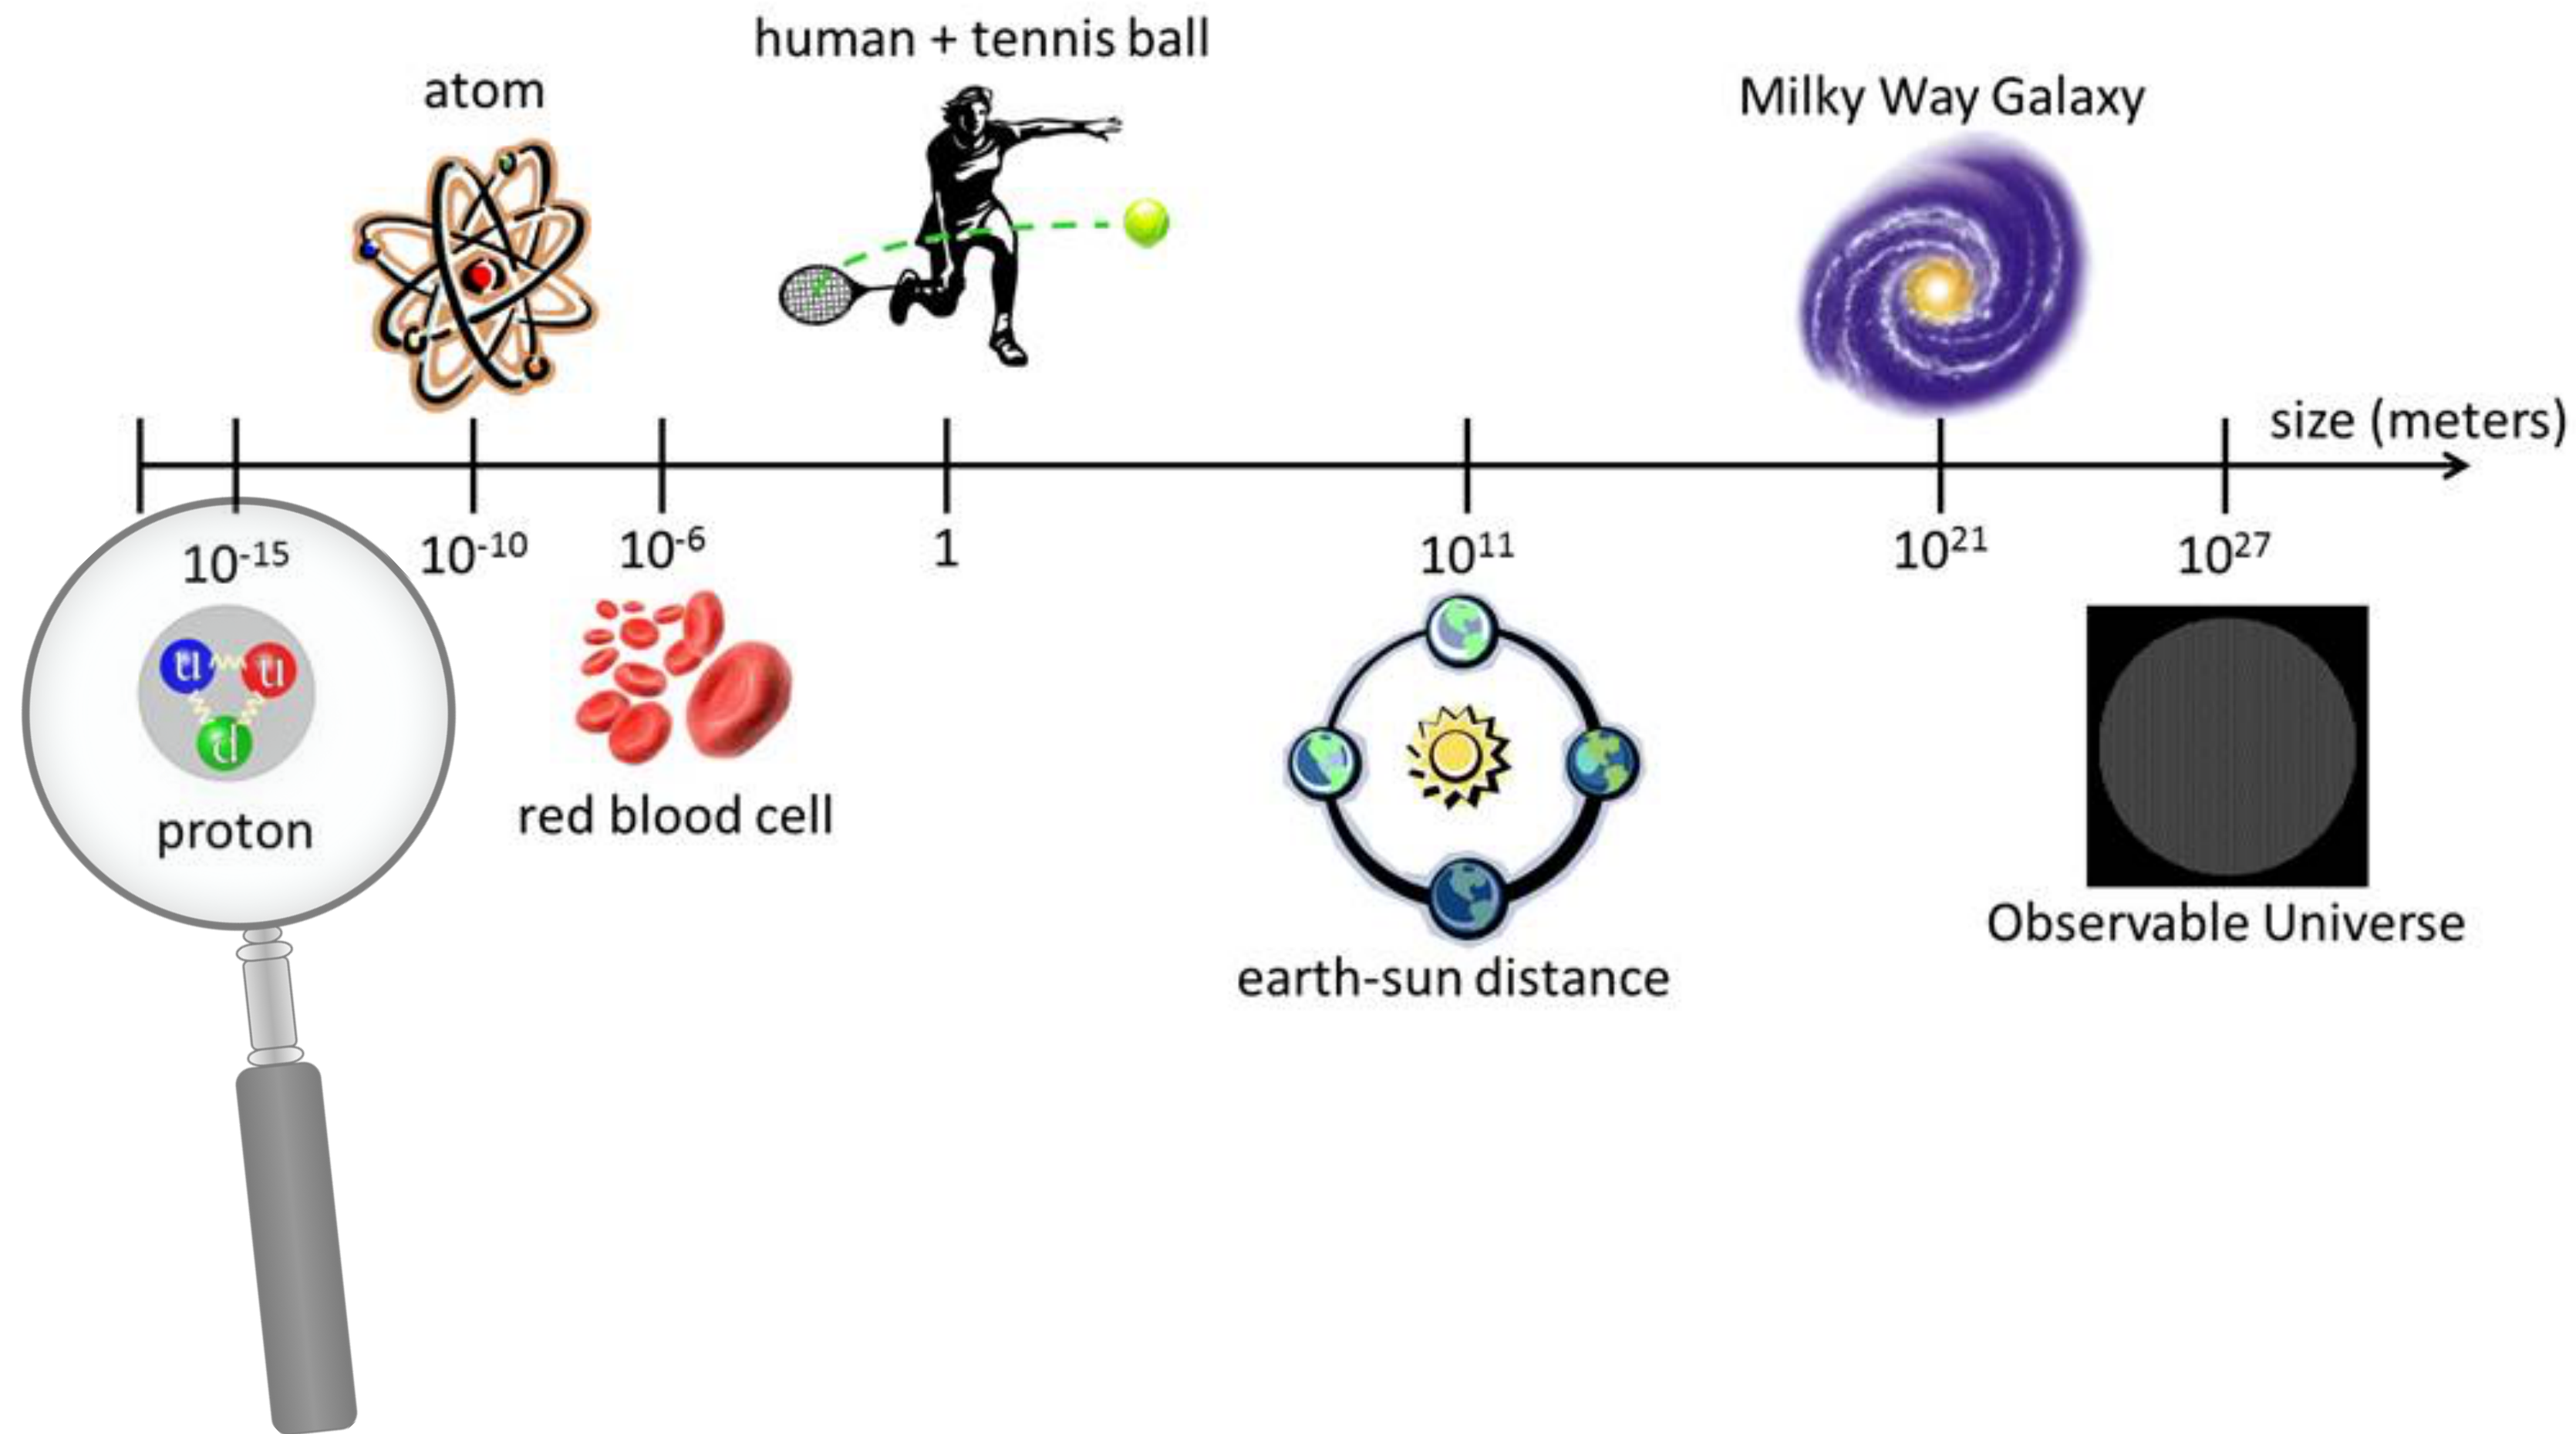 human + tennis ball
atom
Milky Way Galaxy
size (meters)
10⁻¹⁵
10⁻¹⁰
10⁻⁶
1
10¹¹
10²¹
10²⁷
u
u
d
proton
red blood cell
earth-sun distance
Observable Universe